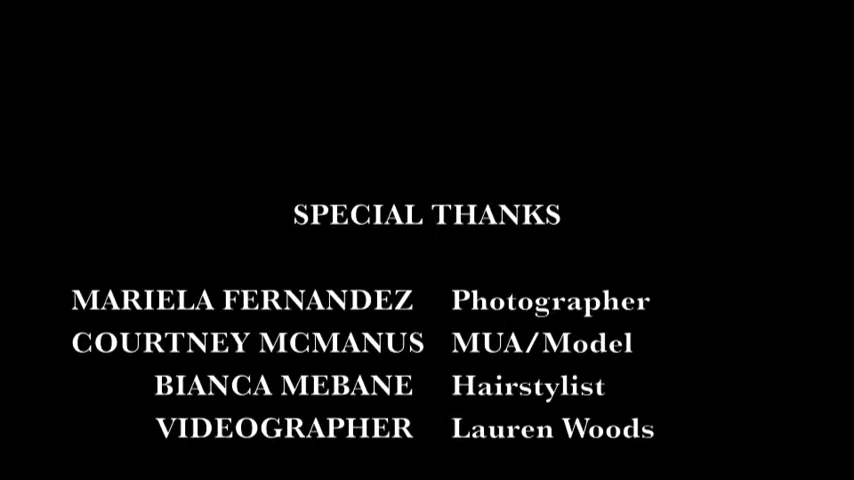 SPECIAL THANKS
MARIELA FERNANDEZ Photographer
COURTNEY MCMANUS MUA/Model
BIANCA MEBANE Hairstylist
VIDEOGRAPHER Lauren Woods